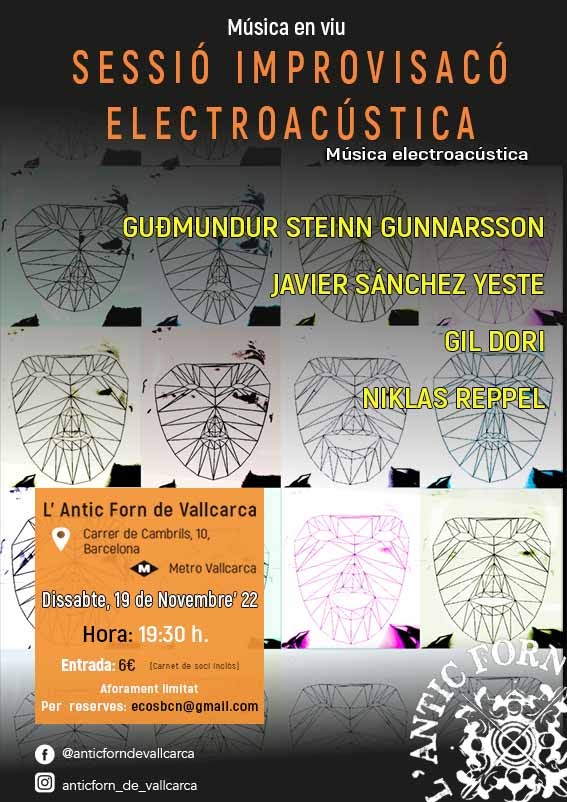 Música en viu
SESSIÓ IMPROVISACÓ
ELECTROACÚSTICA
Música electroacústica
GUÐMUNDUR STEINN GUNNARSSON
JAVIER SÁNCHEZ YESTE
GIL DORI
NIKLAS REPPEL
L' Antic Forn de Vallcarca
Carrer de Cambrils, 10,
Barcelona
M Metro Vallcarca
Dissabte, 19 de Novembre' 22
Hora: 19:30 h.
Entrada: 6€ (Carnet de soci inclòs)
Aforament limitat
Per reserves: ecosbcn@gmail.com
@anticforndevallcarca
anticforn_de_vallcarca
L'ANTIC FORN